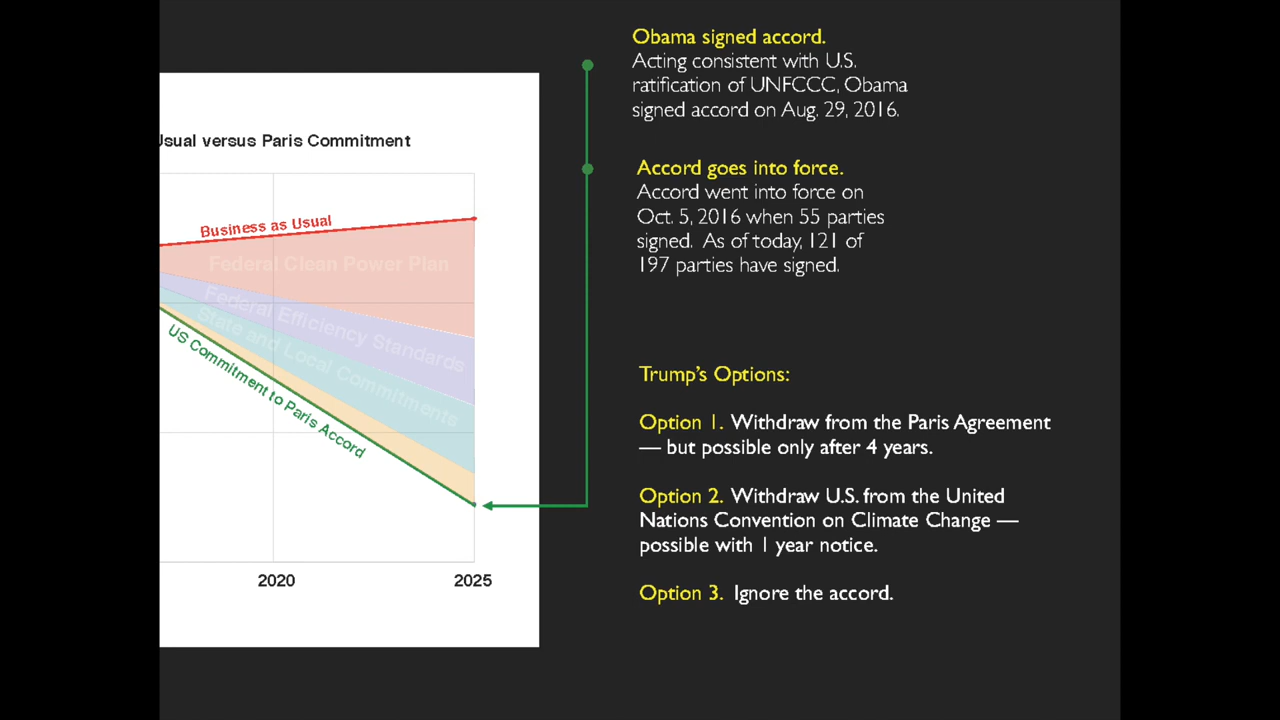 Usual versus Paris Commitment
Business as Usual
Federal Clean Power Plan
Federal Efficiency Standards
State and Local Commitments
US Commitment to Paris Accord
2020
2025
Obama signed accord.
Acting consistent with U.S.
ratification of UNFCCC, Obama
signed accord on Aug. 29, 2016.
Accord goes into force.
Accord went into force on
Oct. 5, 2016 when 55 parties
signed. As of today, 121 of
197 parties have signed.
Trump's Options:
Option 1. Withdraw from the Paris Agreement
— but possible only after 4 years.
Option 2. Withdraw U.S. from the United
Nations Convention on Climate Change —
possible with 1 year notice.
Option 3. Ignore the accord.